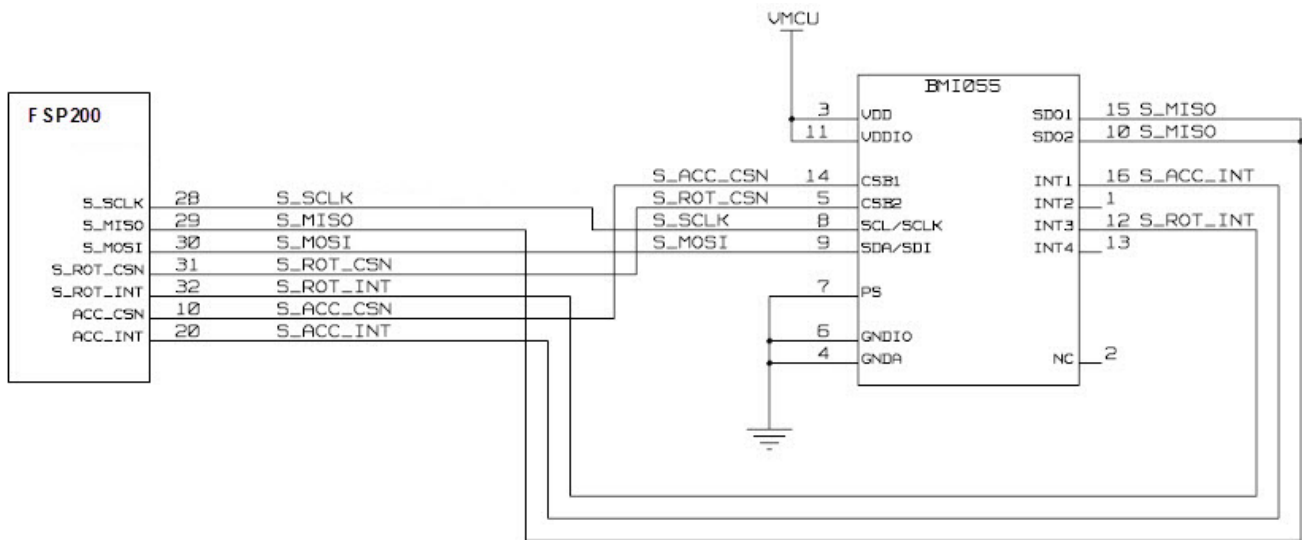 VMCU
BMI055
FSP200
3 VDD SDO1 15 S_MISO
11 VDDIO SDO2 10 S_MISO
S_ACC_CSN 14 CSB1 INT1 16 S_ACC_INT
S_ROT_CSN 5 CSB2 INT2 1
S_SCLK 8 SCL/SCLK INT3 12 S_ROT_INT
S_MOSI 9 SDA/SDI INT4 13
S_SCLK 28 S_SCLK
S_MISO 29 S_MISO
S_MOSI 30 S_MOSI
S_ROT_CSN 31 S_ROT_CSN
S_ROT_INT 32 S_ROT_INT
ACC_CSN 10 S_ACC_CSN
ACC_INT 20 S_ACC_INT
7 PS
6 GNDIO
4 GNDA NC 2